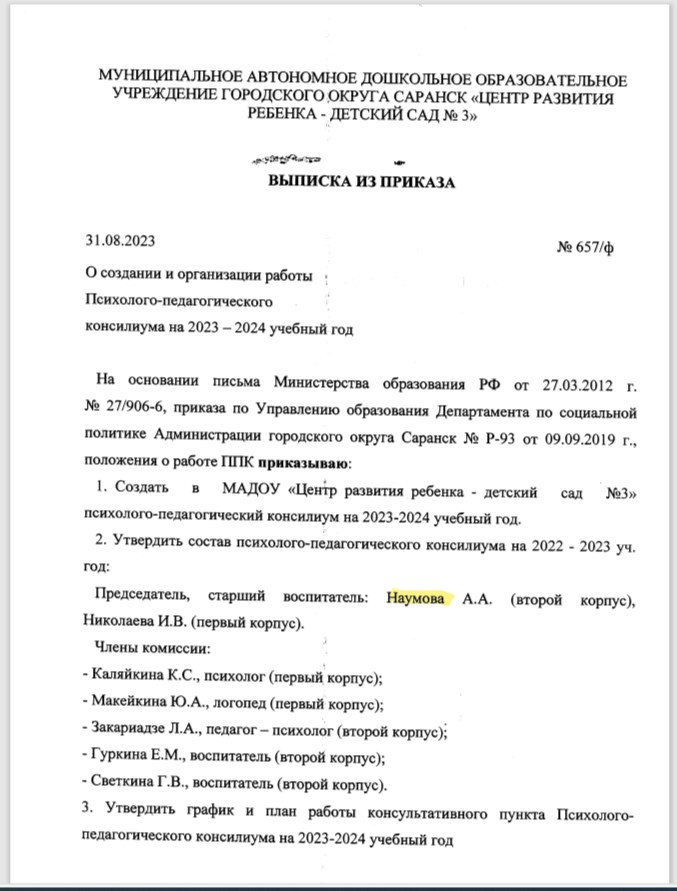 МУНИЦИПАЛЬНОЕ АВТОНОМНОЕ ДОШКОЛЬНОЕ ОБРАЗОВАТЕЛЬНОЕ
УЧРЕЖДЕНИЕ ГОРОДСКОГО ОКРУГА САРАНСК «ЦЕНТР РАЗВИТИЯ
РЕБЕНКА - ДЕТСКИЙ САД № 3»
ВЫПИСКА ИЗ ПРИКАЗА
31.08.2023 № 657/ф
О создании и организации работы
Психолого-педагогического
консилиума на 2023 – 2024 учебный год
На основании письма Министерства образования РФ от 27.03.2012 г.
№ 27/906-6, приказа по Управлению образования Департамента по социальной
политике Администрации городского округа Саранск № Р-93 от 09.09.2019 г.,
положения о работе ППК приказываю:
1. Создать в МАДОУ «Центр развития ребенка - детский сад №3»
психолого-педагогический консилиум на 2023-2024 учебный год.
2. Утвердить состав психолого-педагогического консилиума на 2022 - 2023 уч.
год:
Председатель, старший воспитатель: Наумова А.А. (второй корпус),
Николаева И.В. (первый корпус).
Члены комиссии:
- Каляйкина К.С., психолог (первый корпус);
- Макейкина Ю.А., логопед (первый корпус);
- Закариадзе Л.А., педагог – психолог (второй корпус);
- Гуркина Е.М., воспитатель (второй корпус);
- Светкина Г.В., воспитатель (второй корпус).
3. Утвердить график и план работы консультативного пункта Психолого-
педагогического консилиума на 2023-2024 учебный год